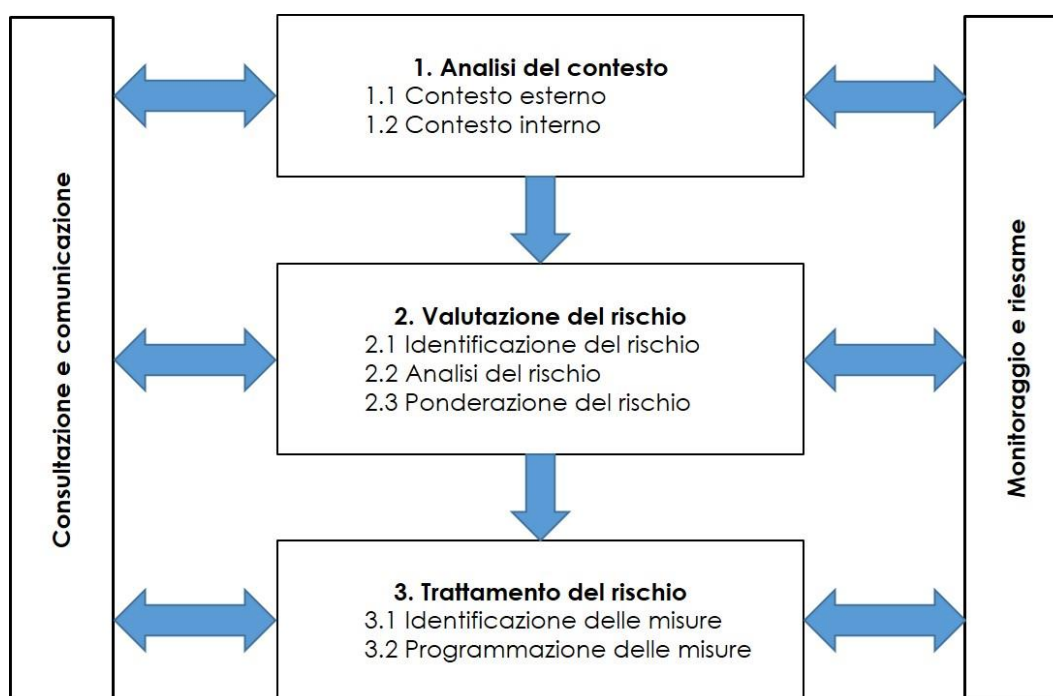 Consultazione e comunicazione
1. Analisi del contesto
1.1 Contesto esterno
1.2 Contesto interno
2. Valutazione del rischio
2.1 Identificazione del rischio
2.2 Analisi del rischio
2.3 Ponderazione del rischio
3. Trattamento del rischio
3.1 Identificazione delle misure
3.2 Programmazione delle misure
Monitoraggio e riesame